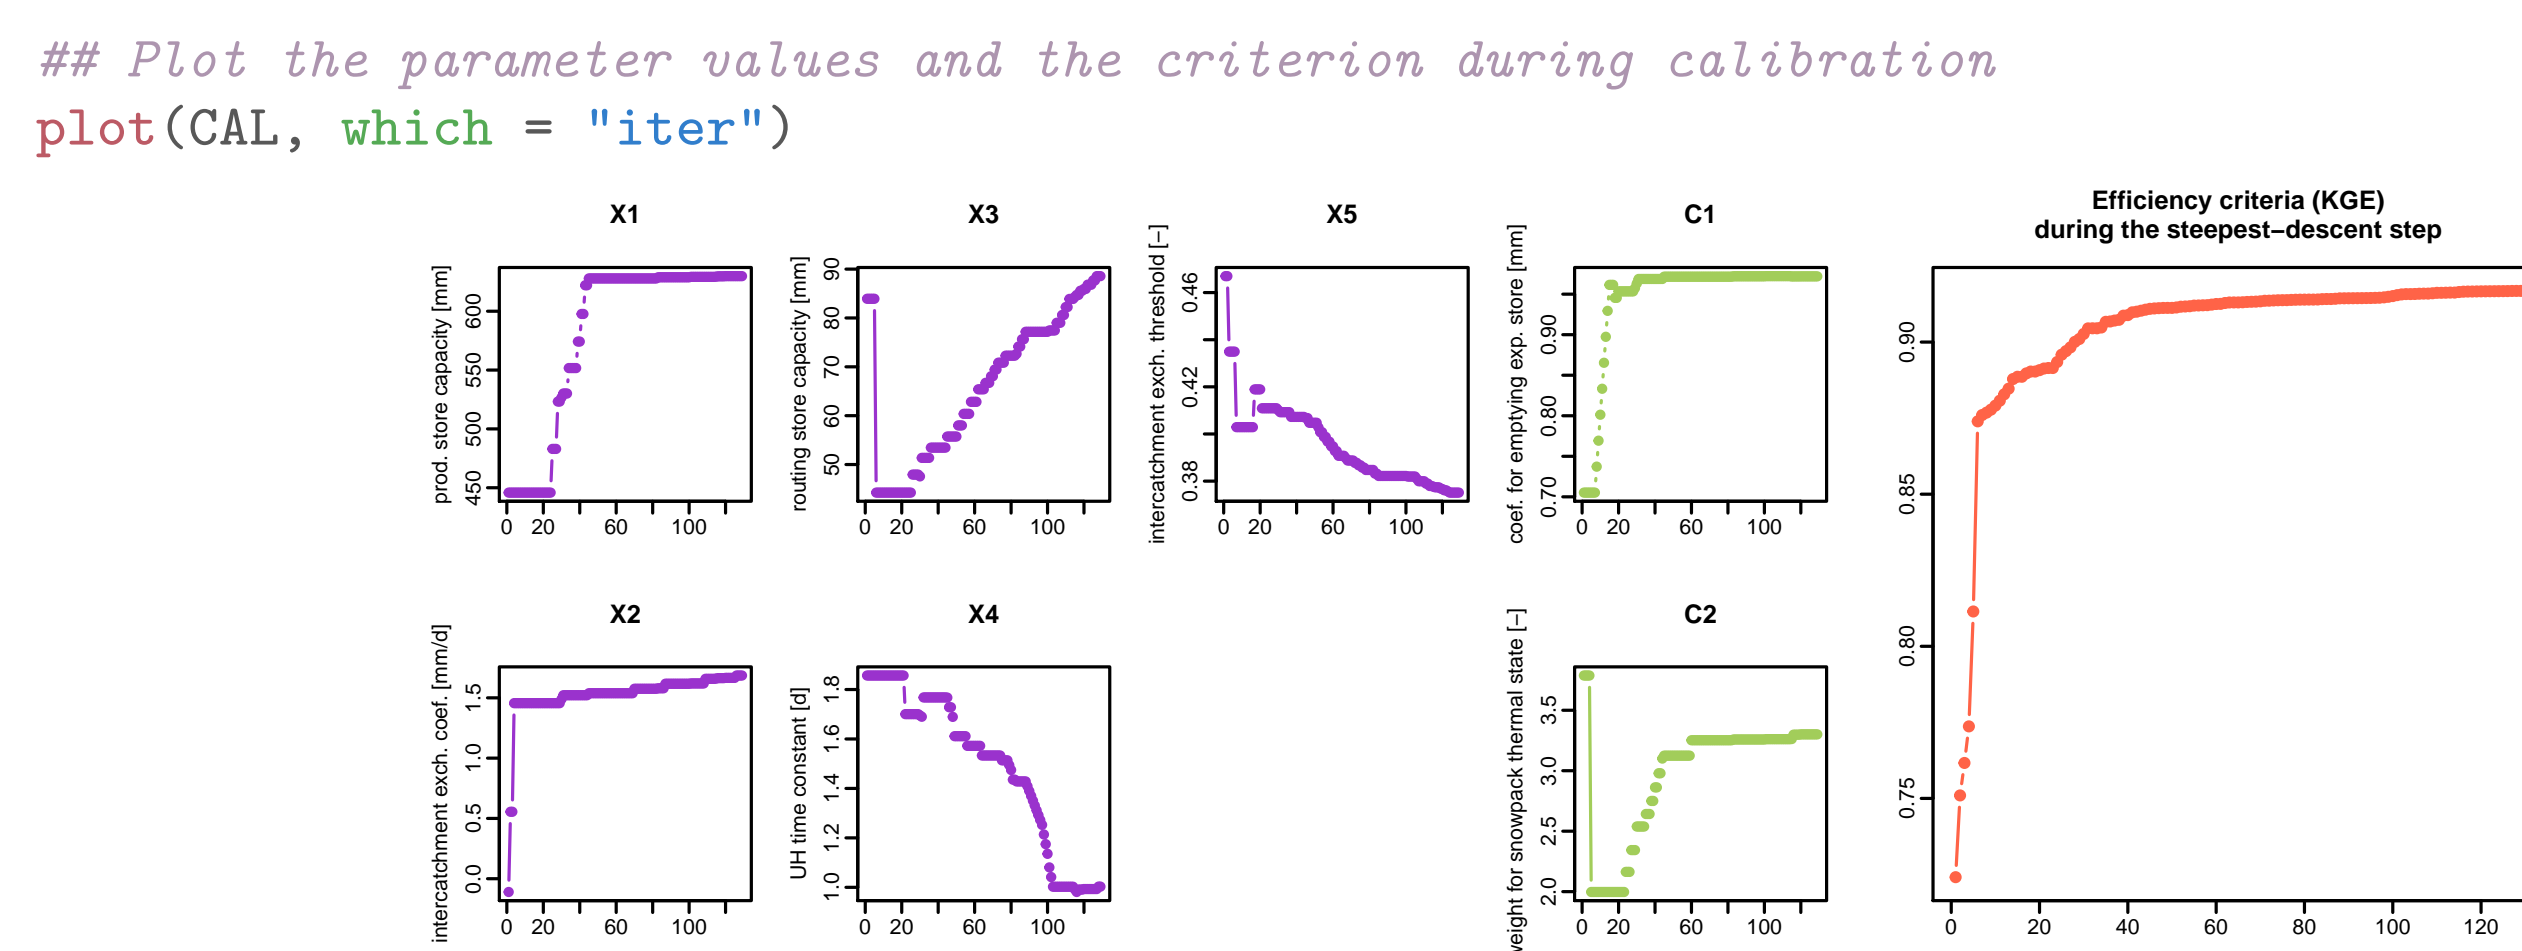 ## Plot the parameter values and the criterion during calibration
plot(CAL, which = "iter")
X1
prod. store capacity [mm]
450 500 550 600
0 20 60 100
X3
routing store capacity [mm]
50 60 70 80 90
0 20 60 100
X5
intercatchment exch. threshold [−]
0.38 0.42 0.46
0 20 60 100
C1
coef. for emptying exp. store [mm]
0.70 0.80 0.90
0 20 60 100
Efficiency criteria (KGE)
during the steepest−descent step
0.75 0.80 0.85 0.90
0 20 40 60 80 100 120
X2
intercatchment exch. coef. [mm/d]
0.0 0.5 1.0 1.5
0 20 60 100
X4
UH time constant [d]
1.0 1.2 1.4 1.6 1.8
0 20 60 100
C2
for snowpack thermal state [−]
2.0 2.5 3.0 3.5
0 20 60 100